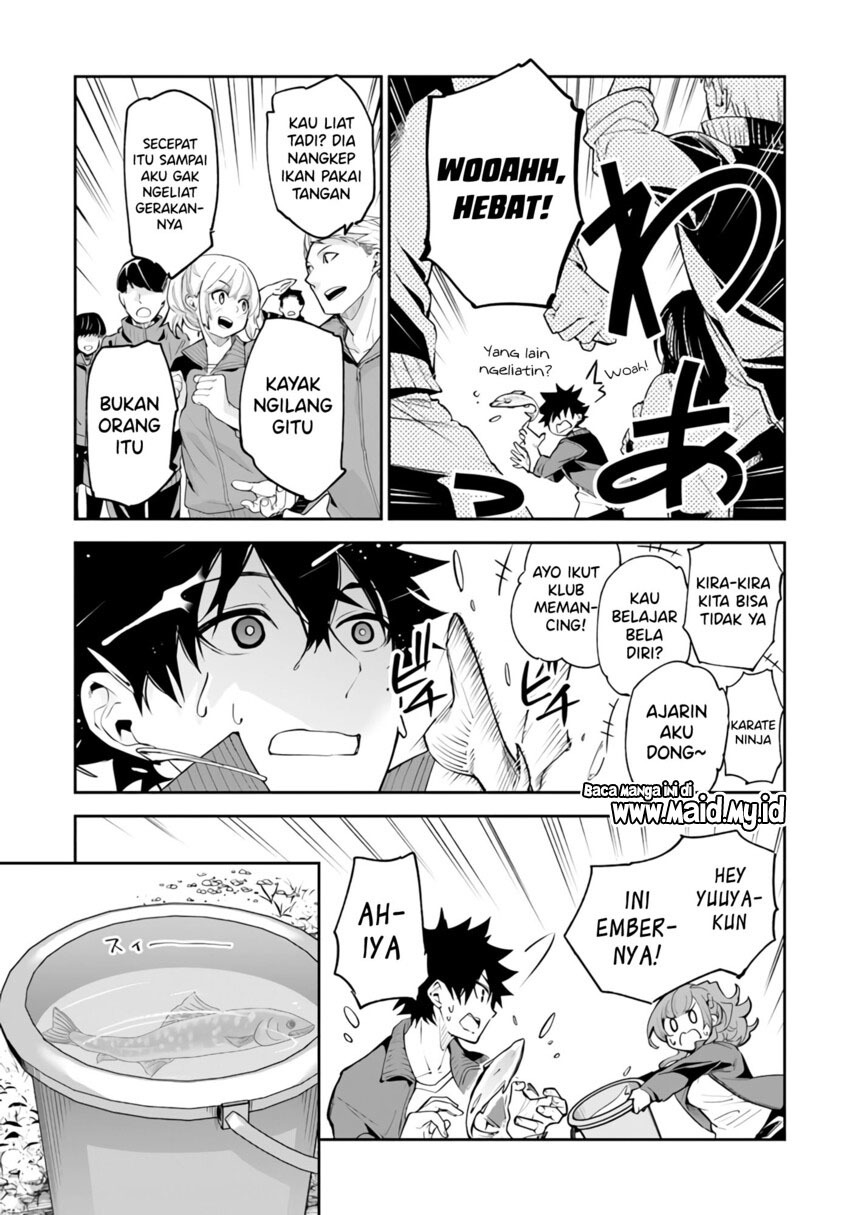 WOOAHH,
HEBAT!
わあっ
Yang lain
ngeliatin?
Woah!
KAU LIAT
TADI? DIA
NANGKEP
IKAN PAKAI
TANGAN
SECEPAT
ITU SAMPAI
AKU GAK
NGELIAT
GERAKAN-
NYA
KAYAK
NGILANG
GITU
BUKAN
ORANG
ITU
KIRA-KIRA
KITA BISA
TIDAK YA
KAU
BELAJAR
BELA
DIRI?
AYO IKUT
KLUB
MEMAN-
CING!
KARATE
NINJA
AJARIN
AKU
DONG~
ビチ
ビチ
Baca Manga ini di
www.Maid.My.id
HEY
YUUYA-
KUN
INI
EMBER-
NYA!
AH-
IYA
スィー